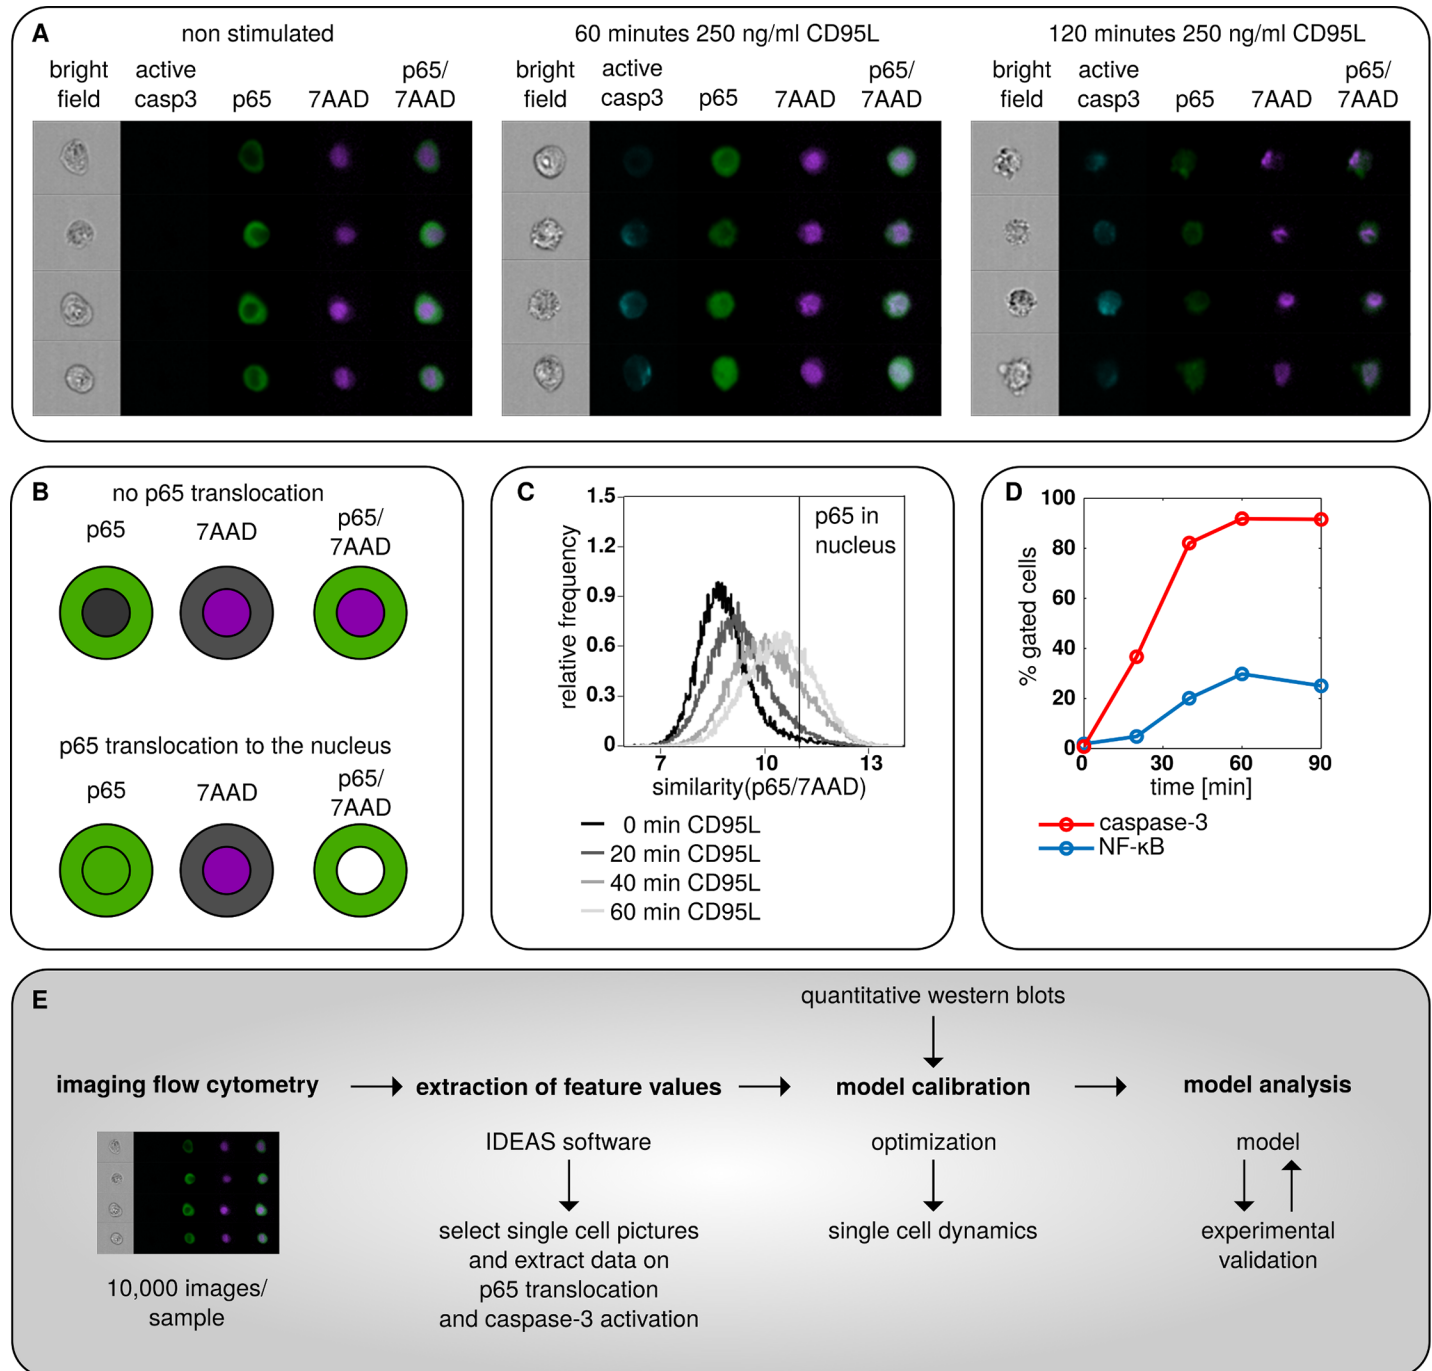 A
non stimulated
bright field
active casp3
p65
7AAD
p65/ 7AAD
60 minutes 250 ng/ml CD95L
bright field
active casp3
p65
7AAD
p65/ 7AAD
120 minutes 250 ng/ml CD95L
bright field
active casp3
p65
7AAD
p65/ 7AAD
B
no p65 translocation
p65
7AAD
p65/
7AAD
p65 translocation to the nucleus
p65
7AAD
p65/
7AAD
C
relative frequency
1.5
1.2
0.9
0.6
0.3
0
p65 in
nucleus
7 10 13
similarity(p65/7AAD)
0 min CD95L
20 min CD95L
40 min CD95L
60 min CD95L
D
% gated cells
100
80
60
40
20
0
0 30 60 90
time [min]
caspase-3
NF-κB
E
quantitative western blots
imaging flow cytometry
extraction of feature values
model calibration
model analysis
10,000 images/
sample
IDEAS software
select single cell pictures
and extract data on
p65 translocation
and caspase-3 activation
optimization
single cell dynamics
model
experimental
validation